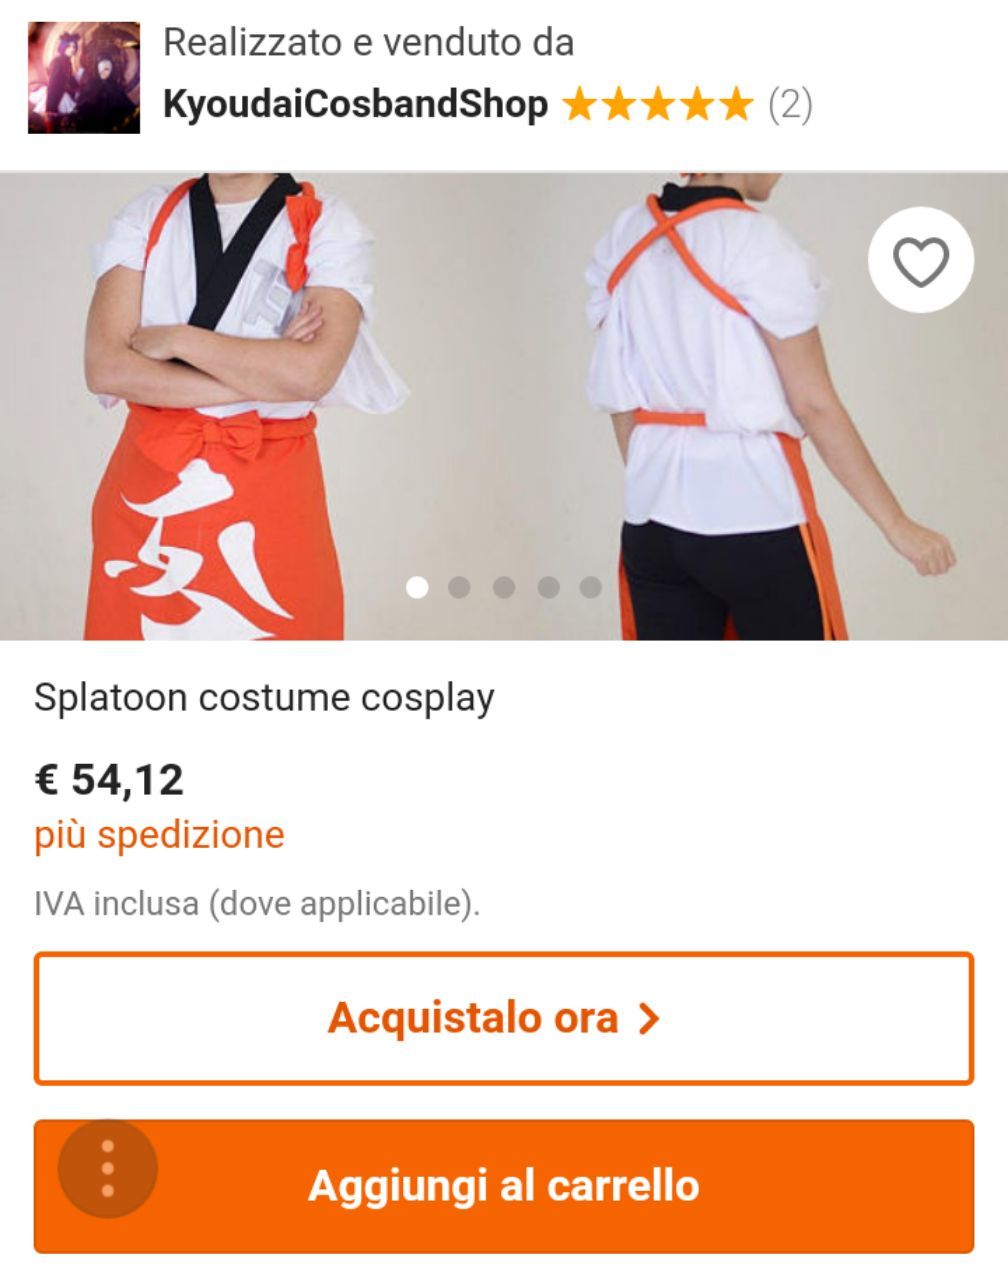 Realizzato e venduto da
KyoudaiCosbandShop ★★★★★ (2)
Splatoon costume cosplay
€ 54,12
più spedizione
IVA inclusa (dove applicabile).
Acquistalo ora >
Aggiungi al carrello